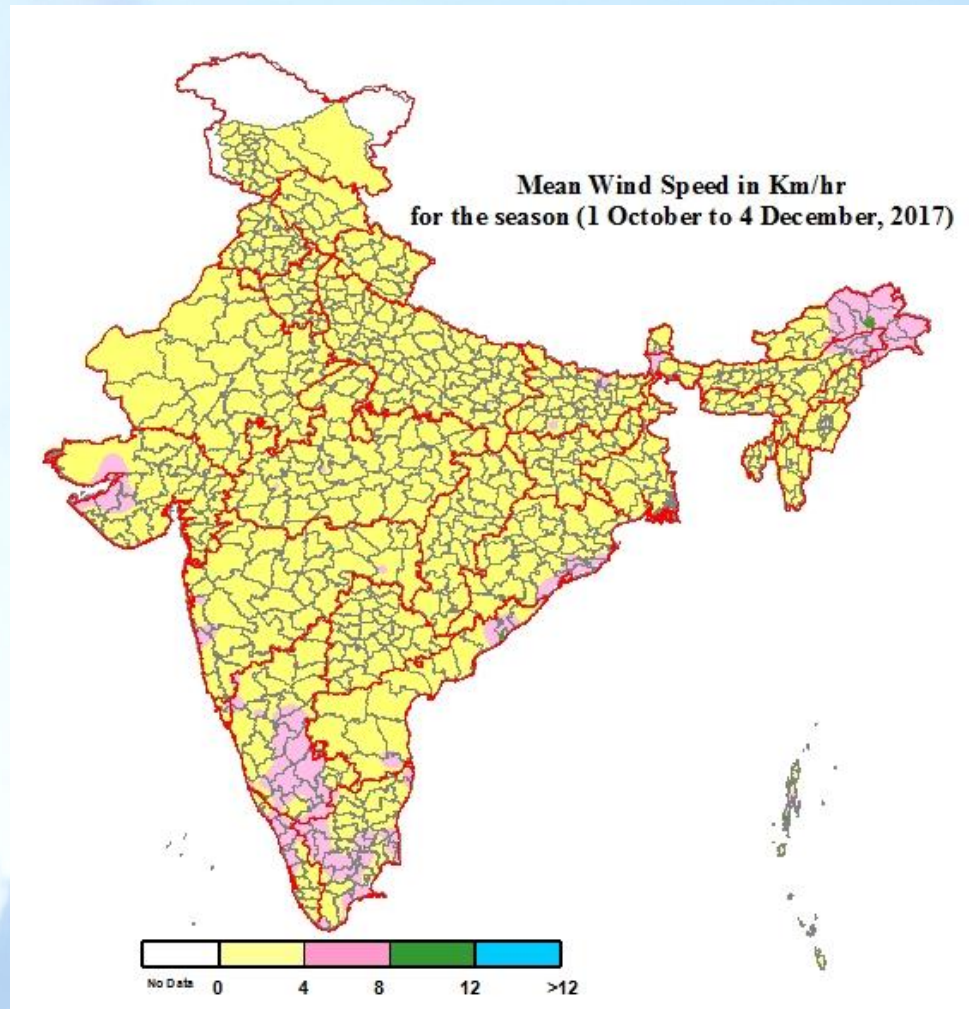 Mean Wind Speed in Km/hr
for the season (1 October to 4 December, 2017)
No Data 0 4 8 12 >12